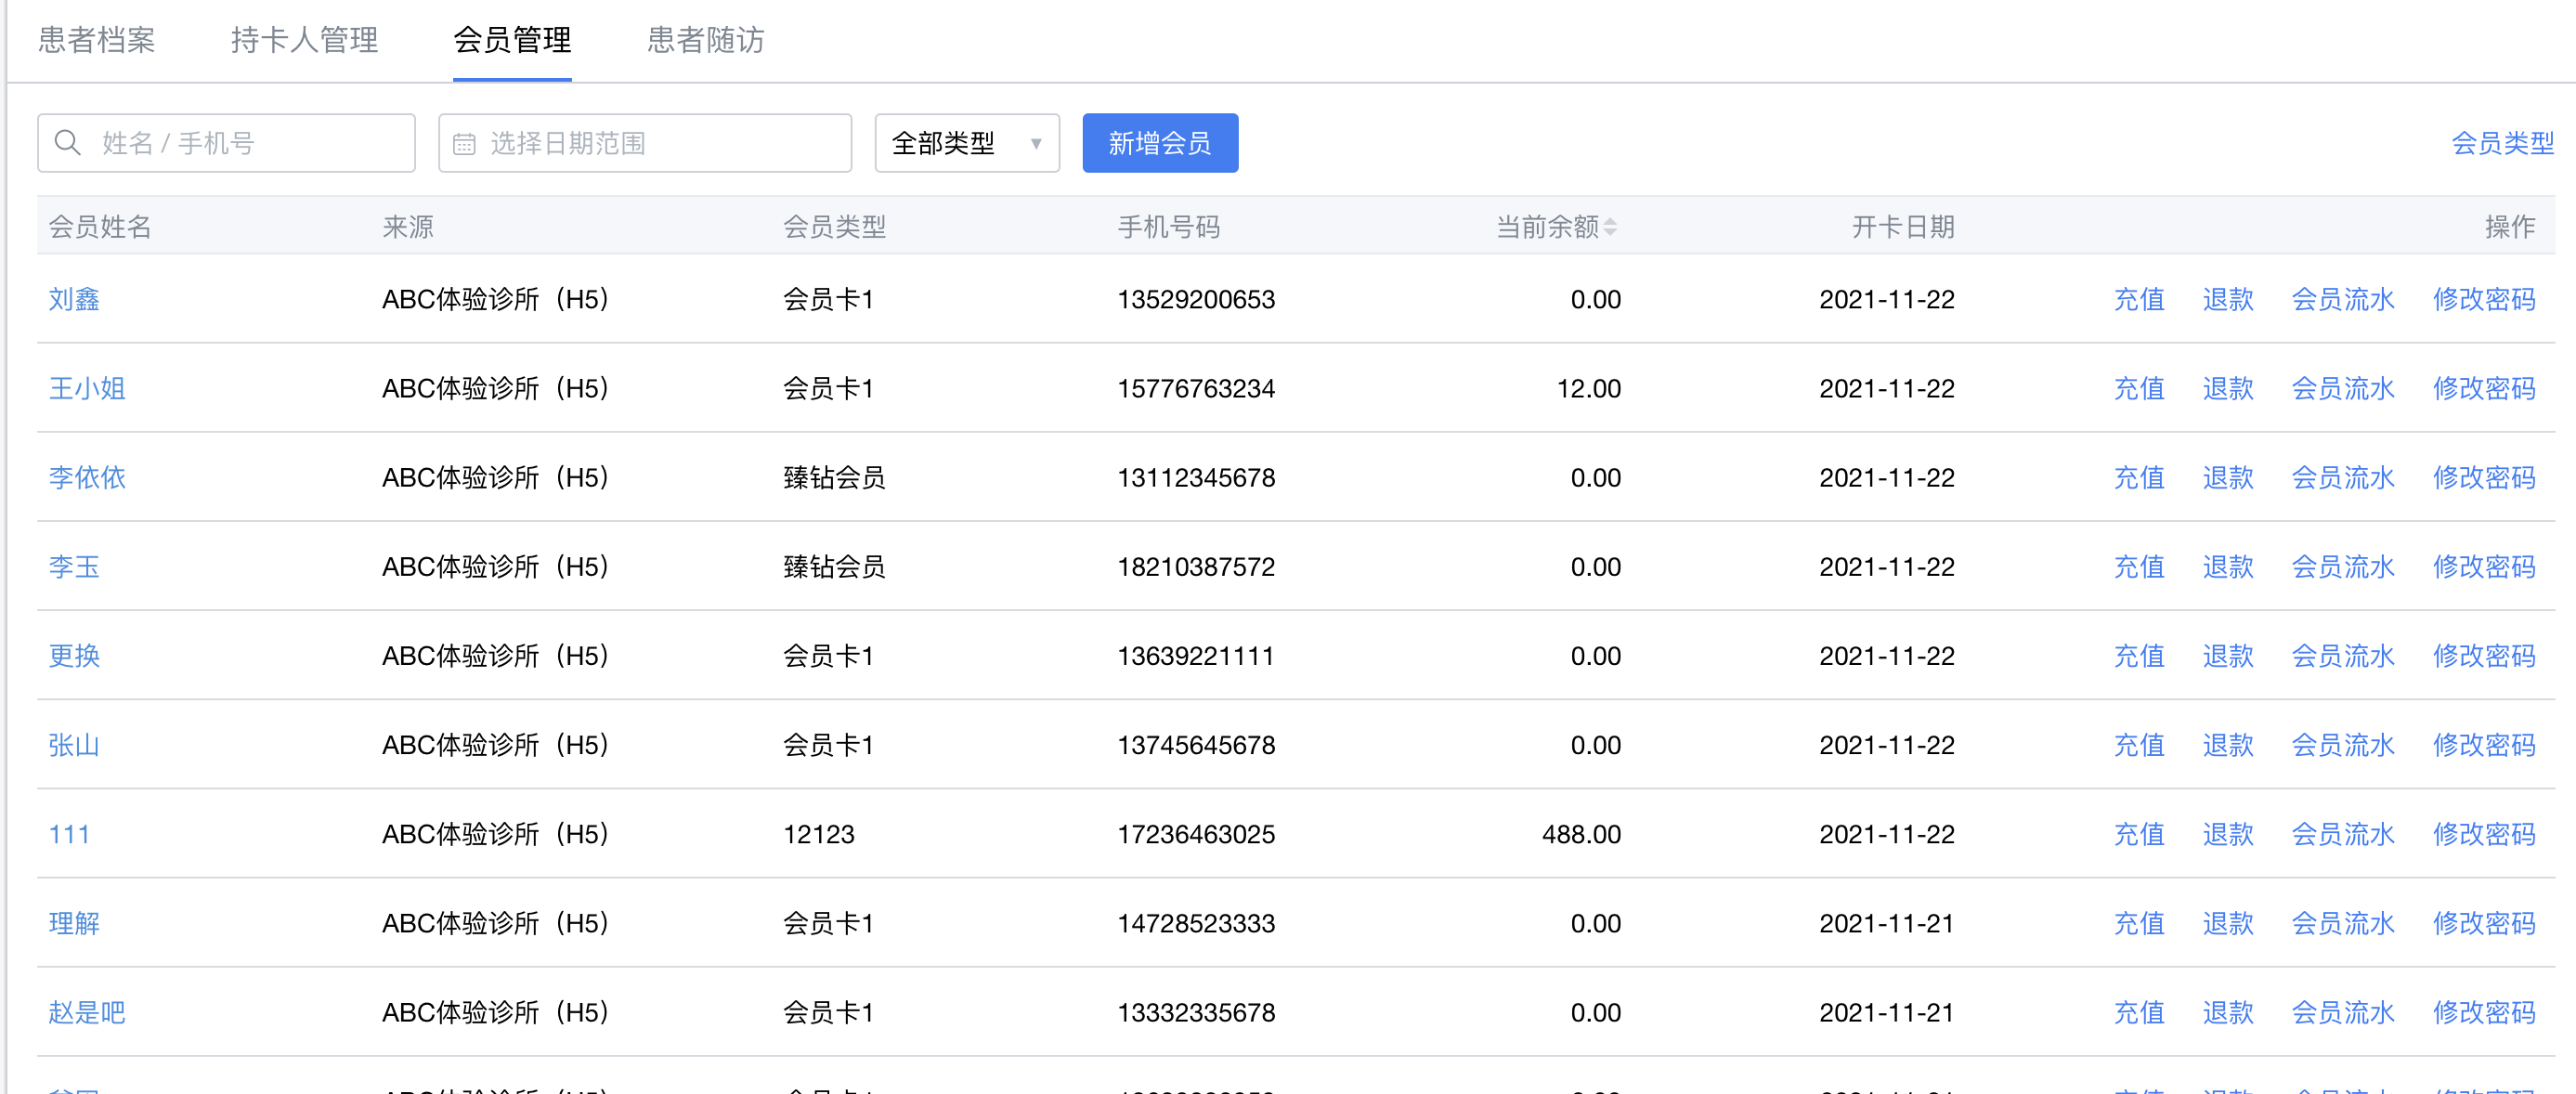 患者档案 持卡人管理 会员管理 患者随访
姓名 / 手机号 选择日期范围 全部类型 新增会员 会员类型
会员姓名 来源 会员类型 手机号码 当前余额 开卡日期 操作
刘鑫 ABC体验诊所（H5） 会员卡1 13529200653 0.00 2021-11-22 充值 退款 会员流水 修改密码
王小姐 ABC体验诊所（H5） 会员卡1 15776763234 12.00 2021-11-22 充值 退款 会员流水 修改密码
李依依 ABC体验诊所（H5） 臻钻会员 13112345678 0.00 2021-11-22 充值 退款 会员流水 修改密码
李玉 ABC体验诊所（H5） 臻钻会员 18210387572 0.00 2021-11-22 充值 退款 会员流水 修改密码
更换 ABC体验诊所（H5） 会员卡1 13639221111 0.00 2021-11-22 充值 退款 会员流水 修改密码
张山 ABC体验诊所（H5） 会员卡1 13745645678 0.00 2021-11-22 充值 退款 会员流水 修改密码
111 ABC体验诊所（H5） 12123 17236463025 488.00 2021-11-22 充值 退款 会员流水 修改密码
理解 ABC体验诊所（H5） 会员卡1 14728523333 0.00 2021-11-21 充值 退款 会员流水 修改密码
赵是吧 ABC体验诊所（H5） 会员卡1 13332335678 0.00 2021-11-21 充值 退款 会员流水 修改密码